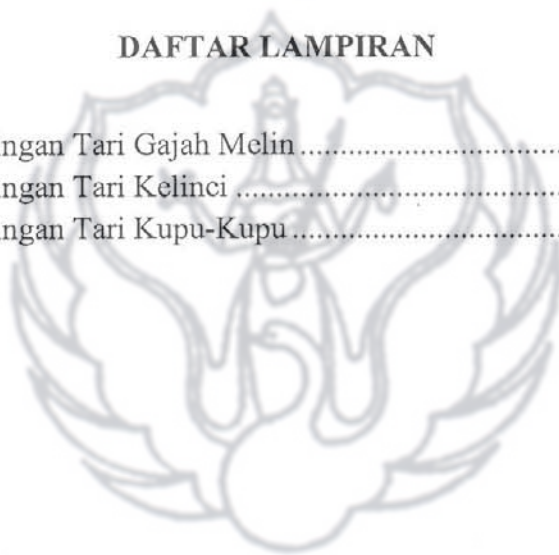 DAFTAR LAMPIRAN
ngan Tari Gajah Melin ................................
ngan Tari Kelinci ........................................
ngan Tari Kupu-Kupu ................................